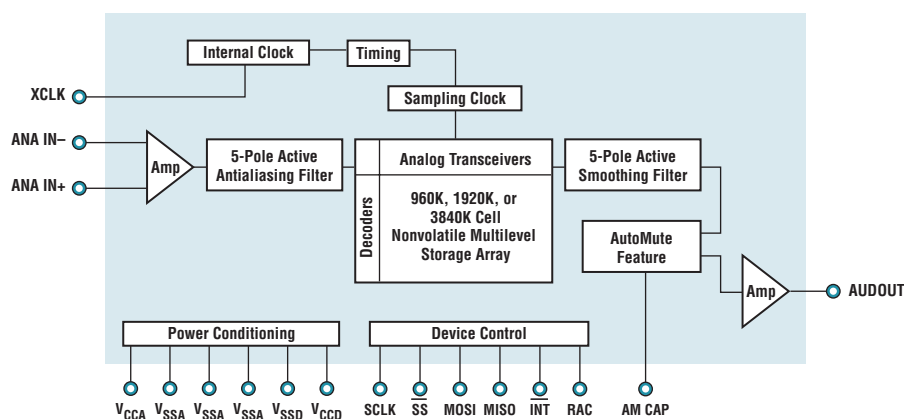 Internal Clock
Timing
XCLK
Sampling Clock
ANA IN–
ANA IN+
Amp
5-Pole Active
Antialiasing Filter
Decoders
Analog Transceivers
960K, 1920K, or
3840K Cell
Nonvolatile Multilevel
Storage Array
5-Pole Active
Smoothing Filter
AutoMute
Feature
Amp
AUDOUT
Power Conditioning
Device Control
VCCA
VSSA
VSSA
VSSA
VSSD
VCCD
SCLK
SS
MOSI
MISO
INT
RAC
AM CAP